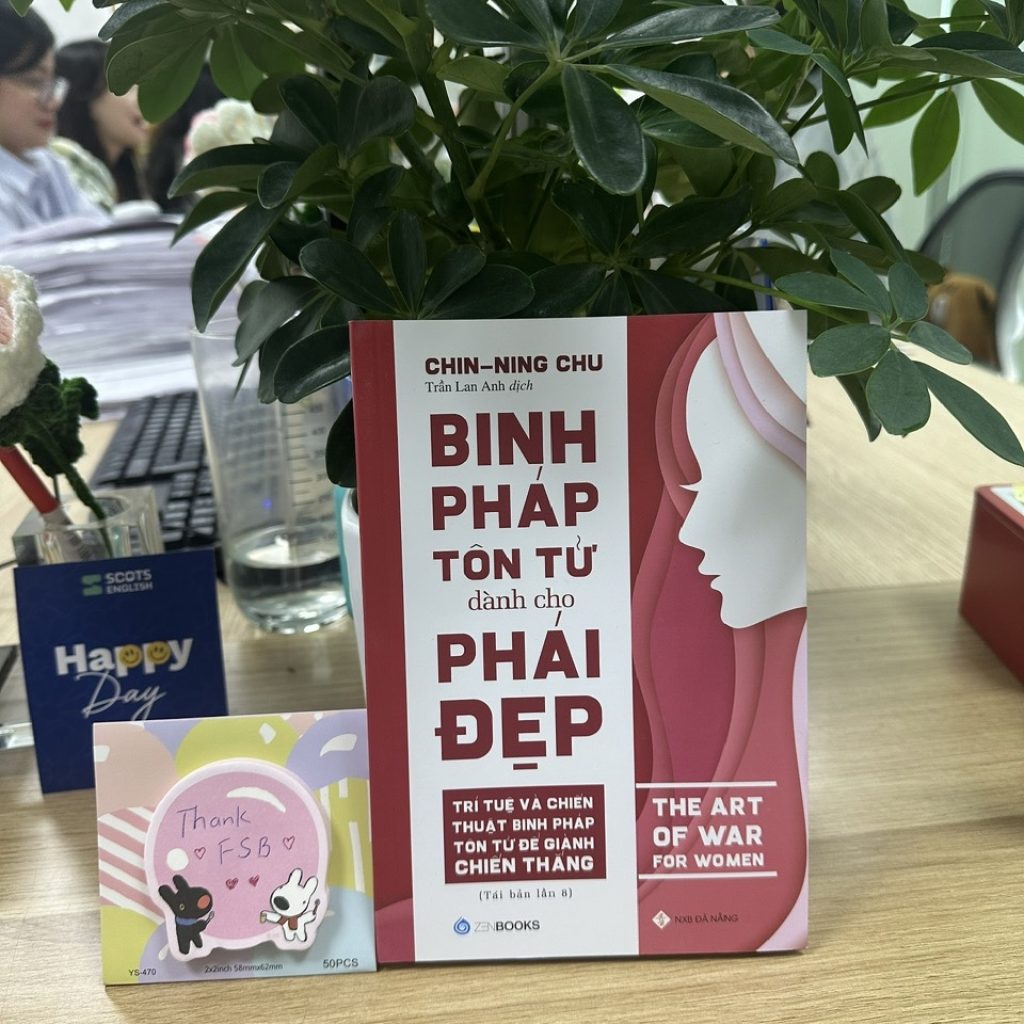 CHIN-NING CHU
Trần Lan Anh dịch
BINH
PHÁP
TÔN TỬ
dành cho
PHÁI
ĐẸP
TRÍ TUỆ VÀ CHIẾN
THUẬT BINH PHÁP
TÔN TỬ ĐỂ GIÀNH
CHIẾN THẮNG
(Tái bản lần 8)
ZENBOOKS
THE ART
OF WAR
FOR WOMEN
NXB ĐÀ NẴNG
SCOTS
ENGLISH
Happy
Day
Thank
FSB
YS-470
2x2inch 58mmx62mm
50PCS